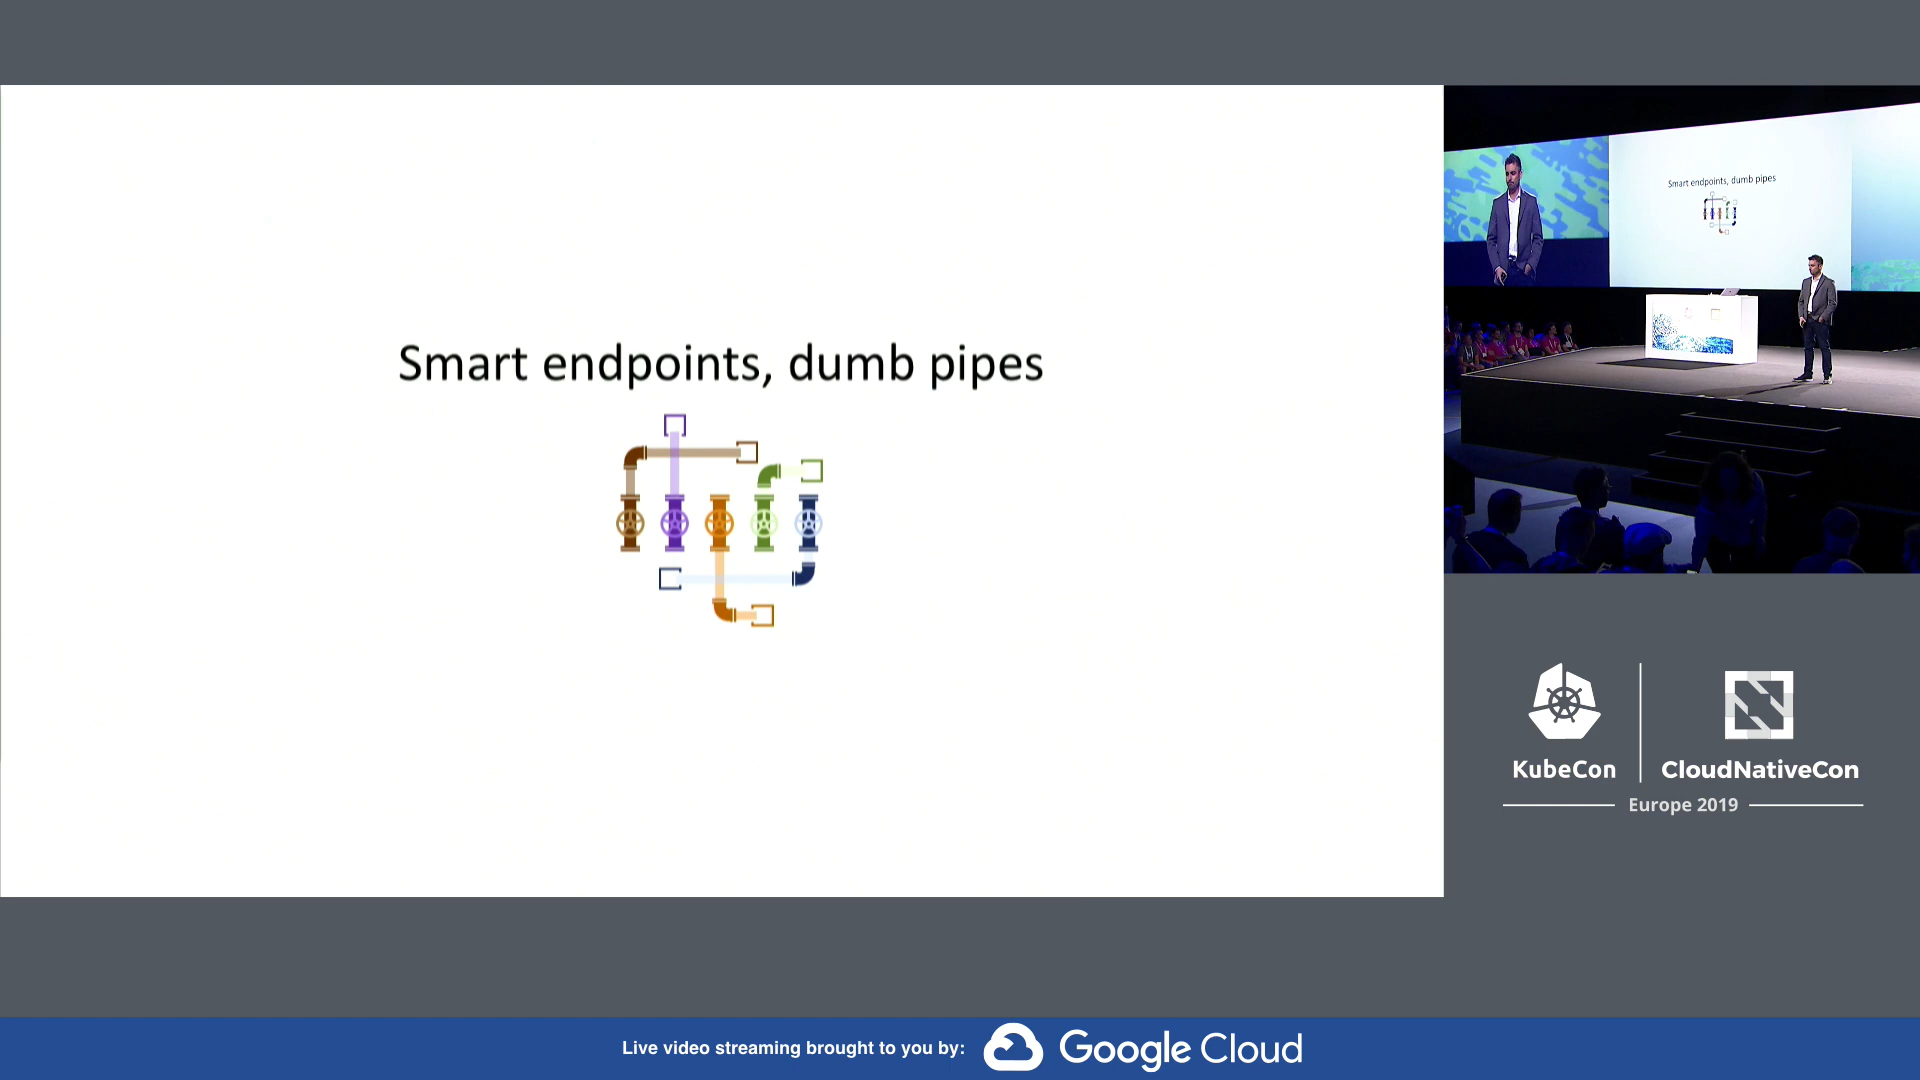 Smart endpoints, dumb pipes
Smart endpoints, dumb pipes
KubeCon
CloudNativeCon
Europe 2019
Live video streaming brought to you by:
Google Cloud